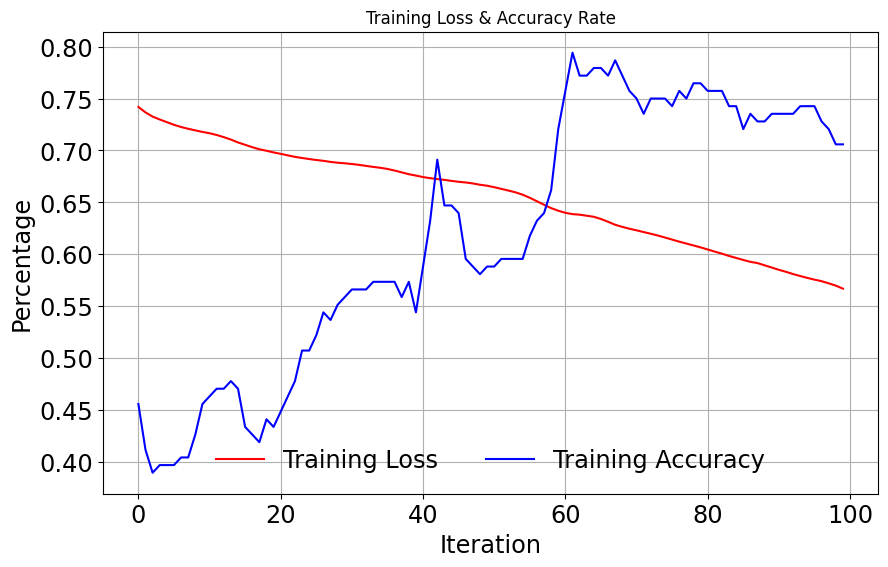 Training Loss & Accuracy Rate
0.80
0.75
0.70
0.65
0.60
0.55
0.50
0.45
0.40
Percentage
Training Loss Training Accuracy
0 20 40 60 80 100
Iteration